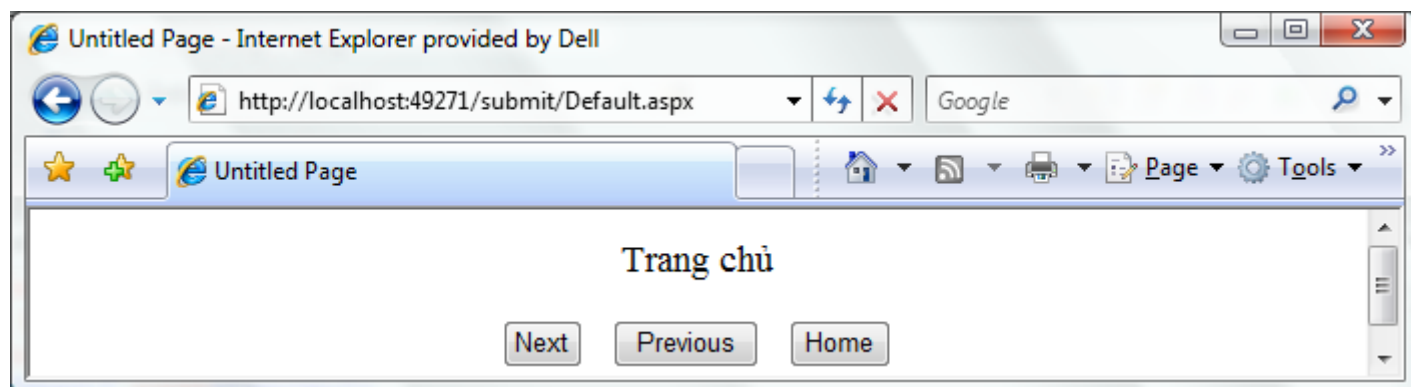 Untitled Page - Internet Explorer provided by Dell
http://localhost:49271/submit/Default.aspx
Google
Untitled Page
Page
Tools
Trang chủ
Next
Previous
Home